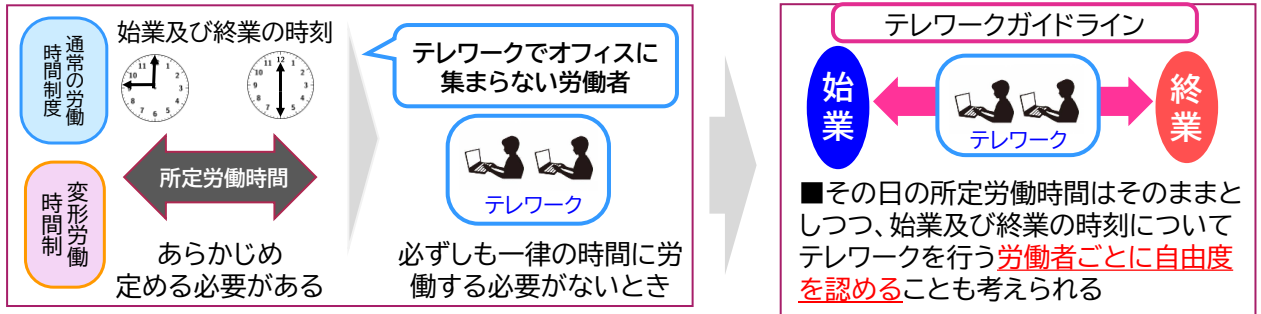 通常の労働
時間制度
始業及び終業の時刻
変形労働
時間制
所定労働時間
あらかじめ
定める必要がある
テレワークでオフィスに
集まらない労働者
テレワーク
必ずしも一律の時間に労
働する必要がないとき
テレワークガイドライン
始業
テレワーク
終業
■その日の所定労働時間はそのままと
しつつ、始業及び終業の時刻について
テレワークを行う労働者ごとに自由度
を認めることも考えられる